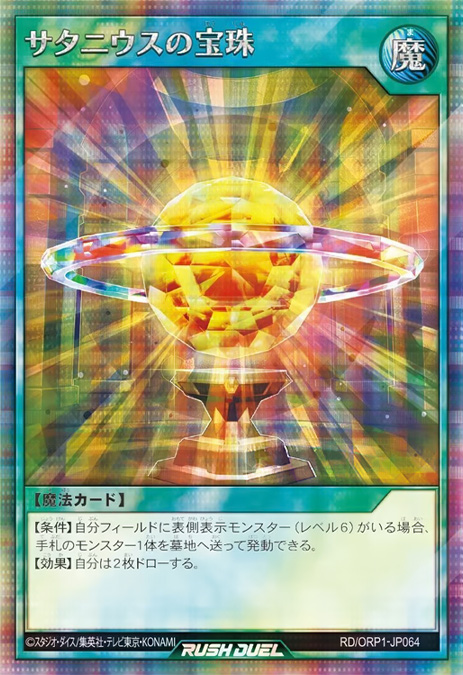 サタニウスの宝珠
魔
【魔法カード】
【条件】自分フィールドに表側表示モンスター(レベル6)がいる場合、
手札のモンスター1体を墓地へ送って発動できる。
【効果】自分は2枚ドローする。
©スタジオ・ダイス/集英社・テレビ東京・KONAMI
RUSH DUEL
RD/ORP1-JP064